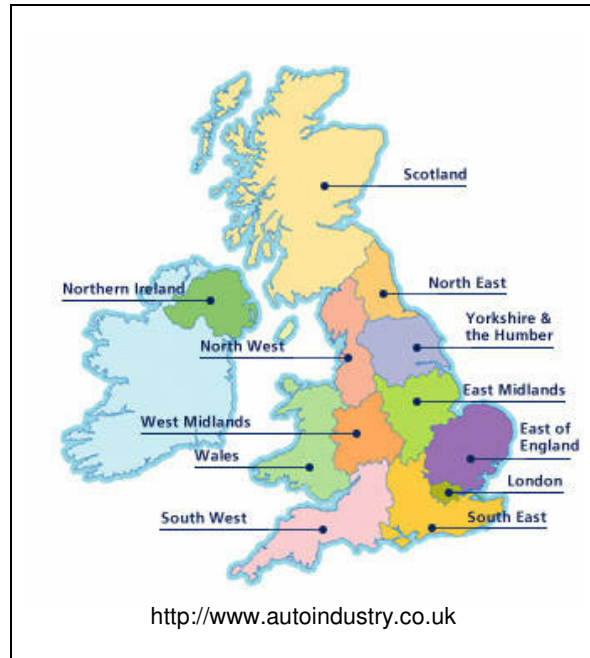 Scotland
Northern Ireland
North East
Yorkshire &
the Humber
North West
East Midlands
West Midlands
East of
England
Wales
London
South West
South East
http://www.autoindustry.co.uk